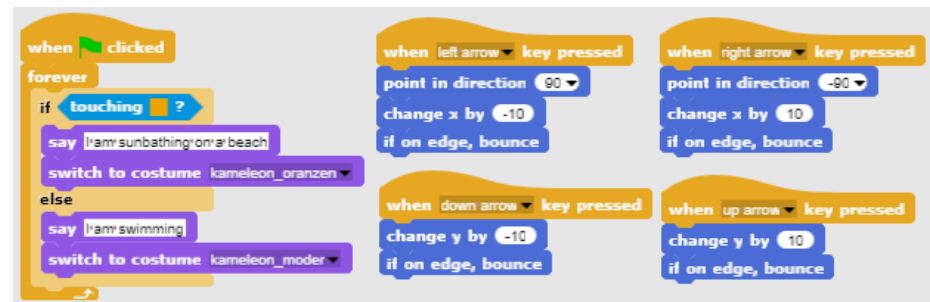 when clicked
forever
if touching ?
say I'am'sunbathing'on'a'beach
switch to costume kameleon_oranzen
else
say I'am'swimming
switch to costume kameleon_moder
when left arrow key pressed
point in direction 90
change x by -10
if on edge, bounce
when right arrow key pressed
point in direction -90
change x by 10
if on edge, bounce
when down arrow key pressed
change y by -10
if on edge, bounce
when up arrow key pressed
change y by 10
if on edge, bounce